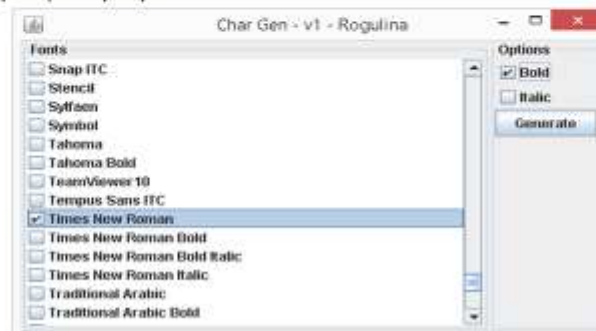 Char Gen - v1 - Rogulina
Fonts
Snap ITC
Stencil
Sylfaen
Symbol
Tahoma
Tahoma Bold
TeamViewer10
Tempus Sans ITC
Times New Roman
Times New Roman Bold
Times New Roman Bold Italic
Times New Roman Italic
Traditional Arabic
Traditional Arabic Bold
Options
Bold
Italic
Generate